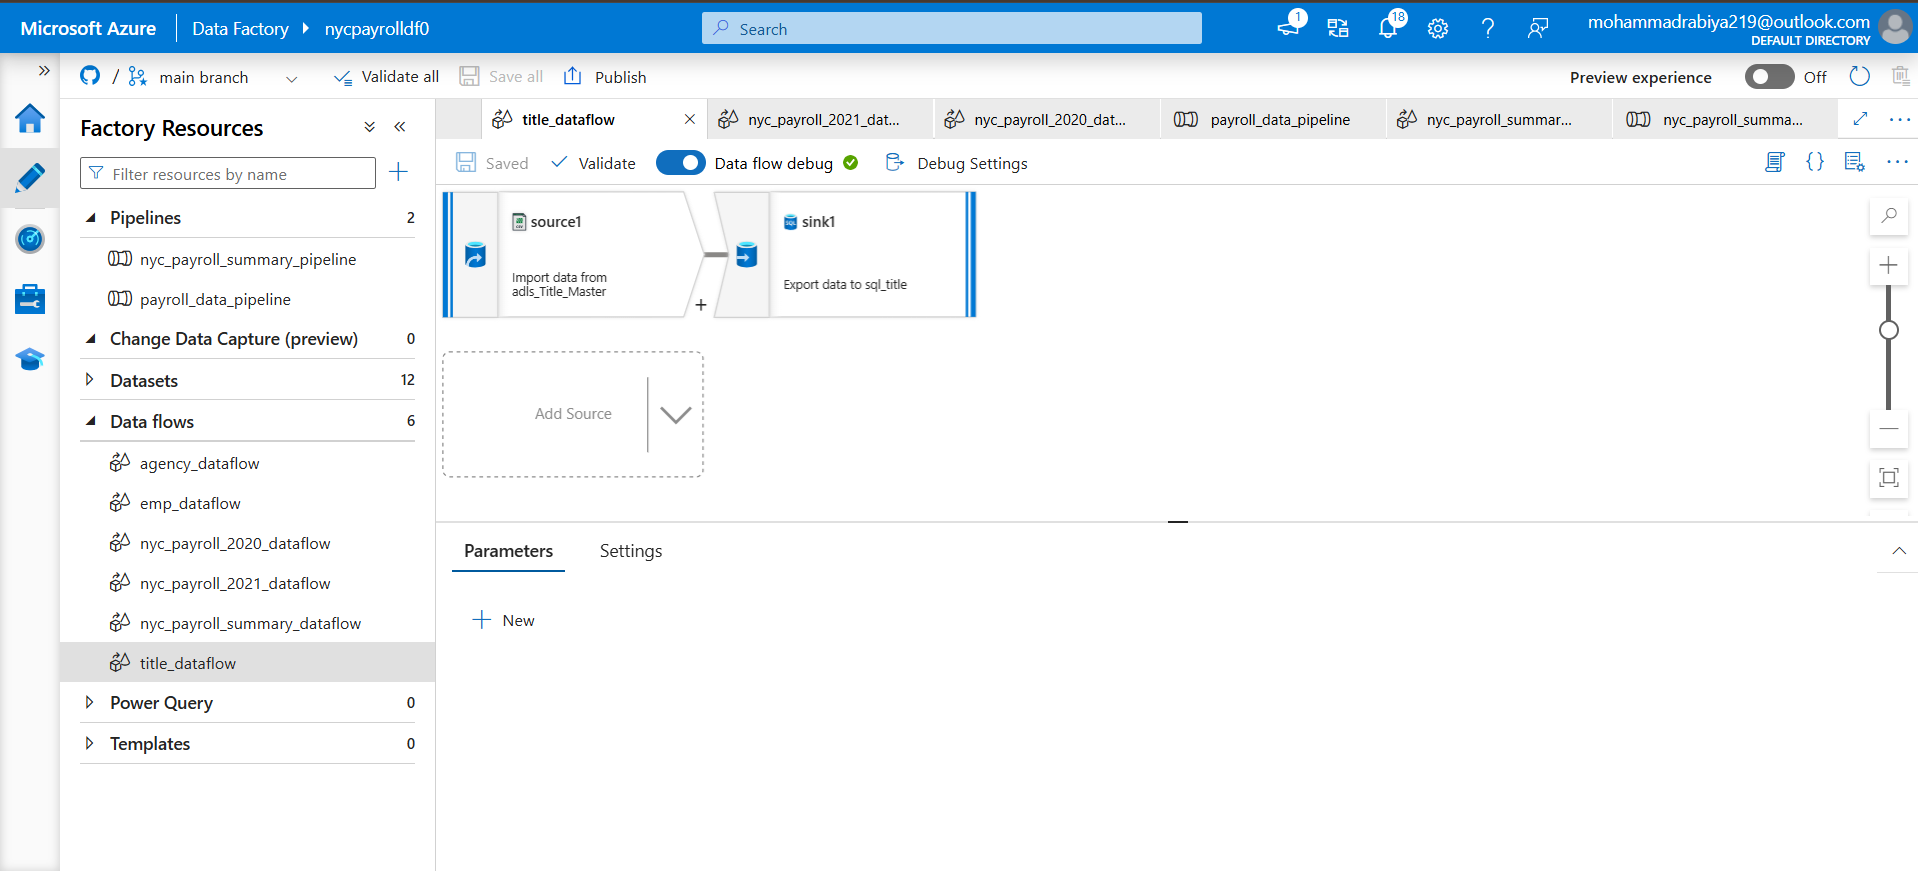 Microsoft Azure Data Factory nycpayrolldf0 Search 1 18 mohammadrabiya219@outlook.com
DEFAULT DIRECTORY
/ main branch Validate all Save all Publish Preview experience Off
Factory Resources
Filter resources by name
Pipelines 2
nyc_payroll_summary_pipeline
payroll_data_pipeline
Change Data Capture (preview) 0
Datasets 12
Data flows 6
agency_dataflow
emp_dataflow
nyc_payroll_2020_dataflow
nyc_payroll_2021_dataflow
nyc_payroll_summary_dataflow
title_dataflow
Power Query 0
Templates 0
title_dataflow nyc_payroll_2021_dat... nyc_payroll_2020_dat... payroll_data_pipeline nyc_payroll_summar... nyc_payroll_summa...
Saved Validate Data flow debug Debug Settings
source1
Import data from
adls_Title_Master
+
sink1
Export data to sql_title
Add Source
Parameters Settings
New